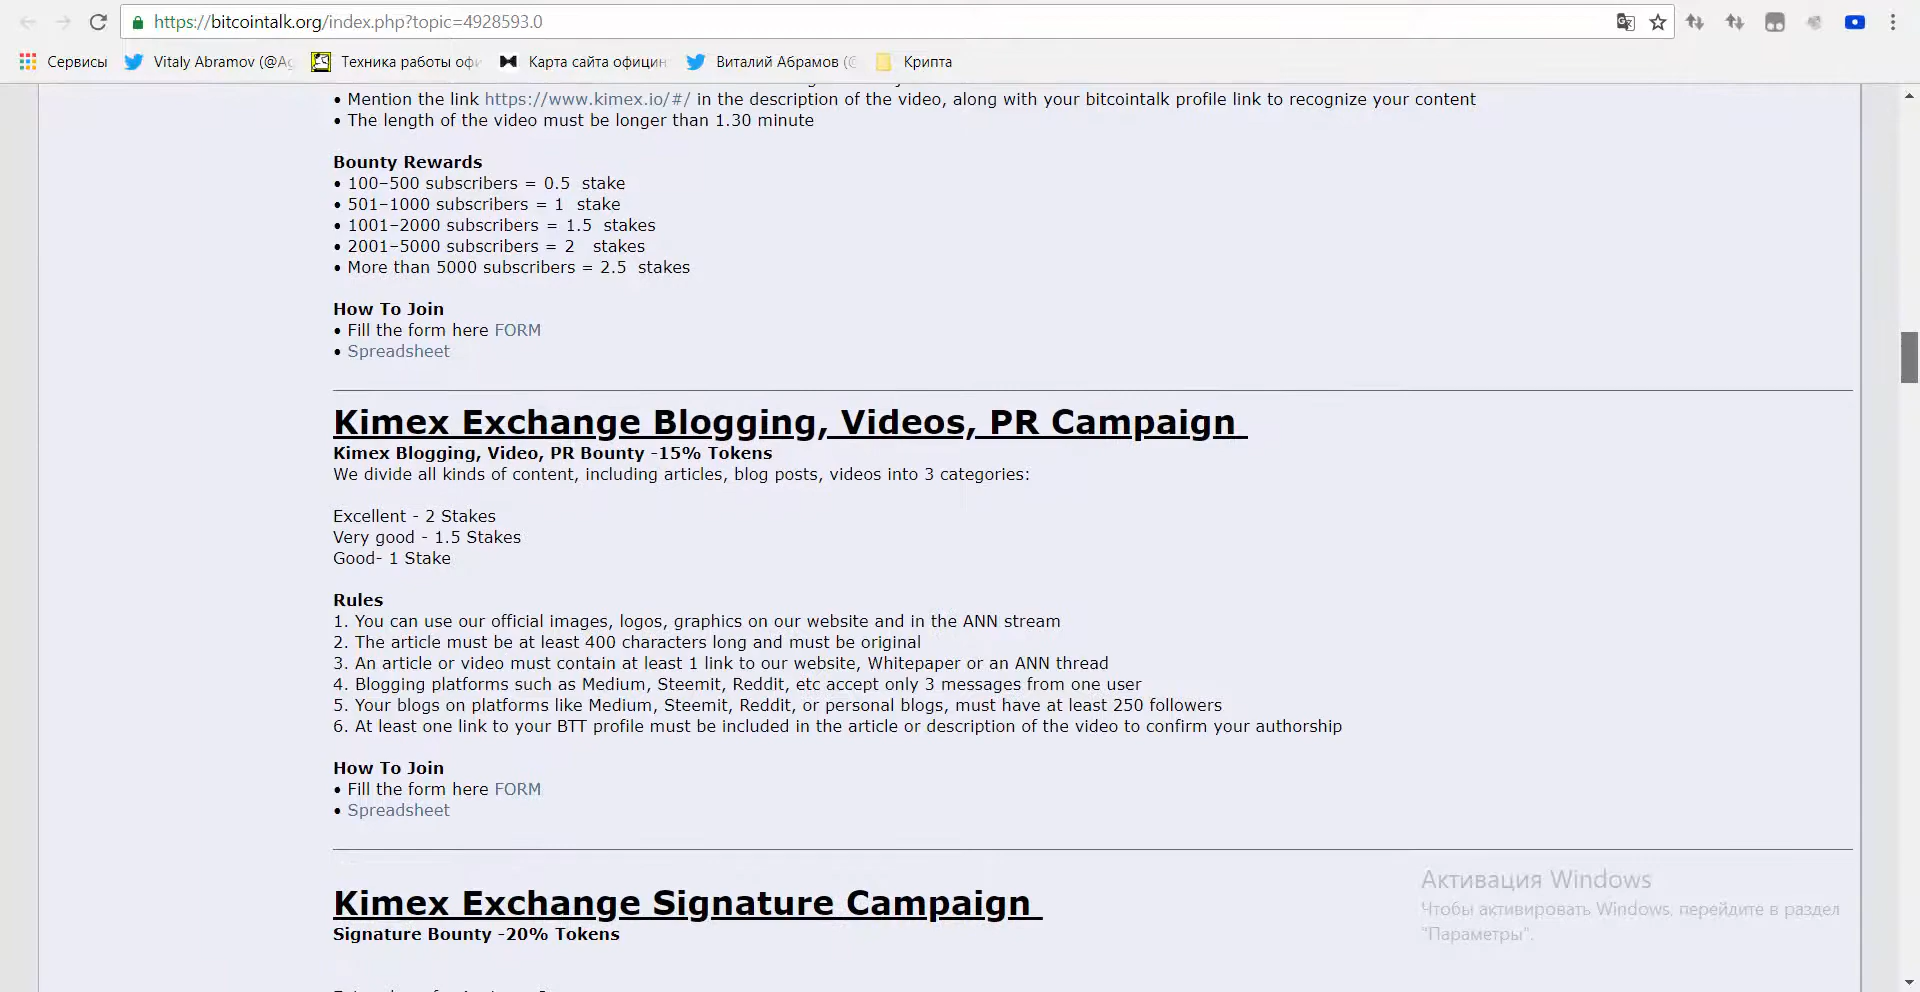 https://bitcointalk.org/index.php?topic=4928593.0
Сервисы Vitaly Abramov (@Ag Техника работы офи Карта сайта официн Виталий Абрамов (@ Крипта
• Mention the link https://www.kimex.io/#/ in the description of the video, along with your bitcointalk profile link to recognize your content
• The length of the video must be longer than 1.30 minute
Bounty Rewards
• 100–500 subscribers = 0.5 stake
• 501–1000 subscribers = 1 stake
• 1001–2000 subscribers = 1.5 stakes
• 2001–5000 subscribers = 2 stakes
• More than 5000 subscribers = 2.5 stakes
How To Join
• Fill the form here FORM
• Spreadsheet
Kimex Exchange Blogging, Videos, PR Campaign
Kimex Blogging, Video, PR Bounty -15% Tokens
We divide all kinds of content, including articles, blog posts, videos into 3 categories:
Excellent - 2 Stakes
Very good - 1.5 Stakes
Good- 1 Stake
Rules
1. You can use our official images, logos, graphics on our website and in the ANN stream
2. The article must be at least 400 characters long and must be original
3. An article or video must contain at least 1 link to our website, Whitepaper or an ANN thread
4. Blogging platforms such as Medium, Steemit, Reddit, etc accept only 3 messages from one user
5. Your blogs on platforms like Medium, Steemit, Reddit, or personal blogs, must have at least 250 followers
6. At least one link to your BTT profile must be included in the article or description of the video to confirm your authorship
How To Join
• Fill the form here FORM
• Spreadsheet
Kimex Exchange Signature Campaign
Signature Bounty -20% Tokens
Активация Windows
Чтобы активировать Windows, перейдите в раздел
"Параметры".